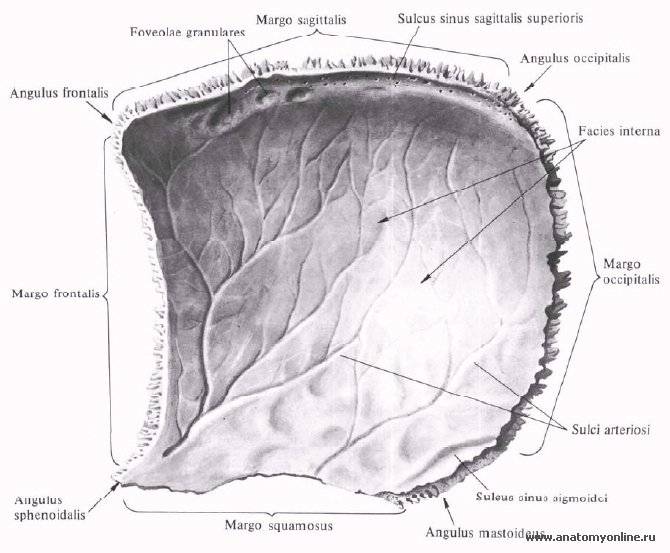 Margo sagittalis
Sulcus sinus sagittalis superioris
Foveolae granulares
Angulus occipitalis
Angulus frontalis
Facies interna
Margo frontalis
Margo
occipitalis
Sulci arteriosi
Angulus
sphenoidalis
Sulcus sinus sigmoidei
Margo squamosus
Angulus mastoideus
www.anatomyonline.ru